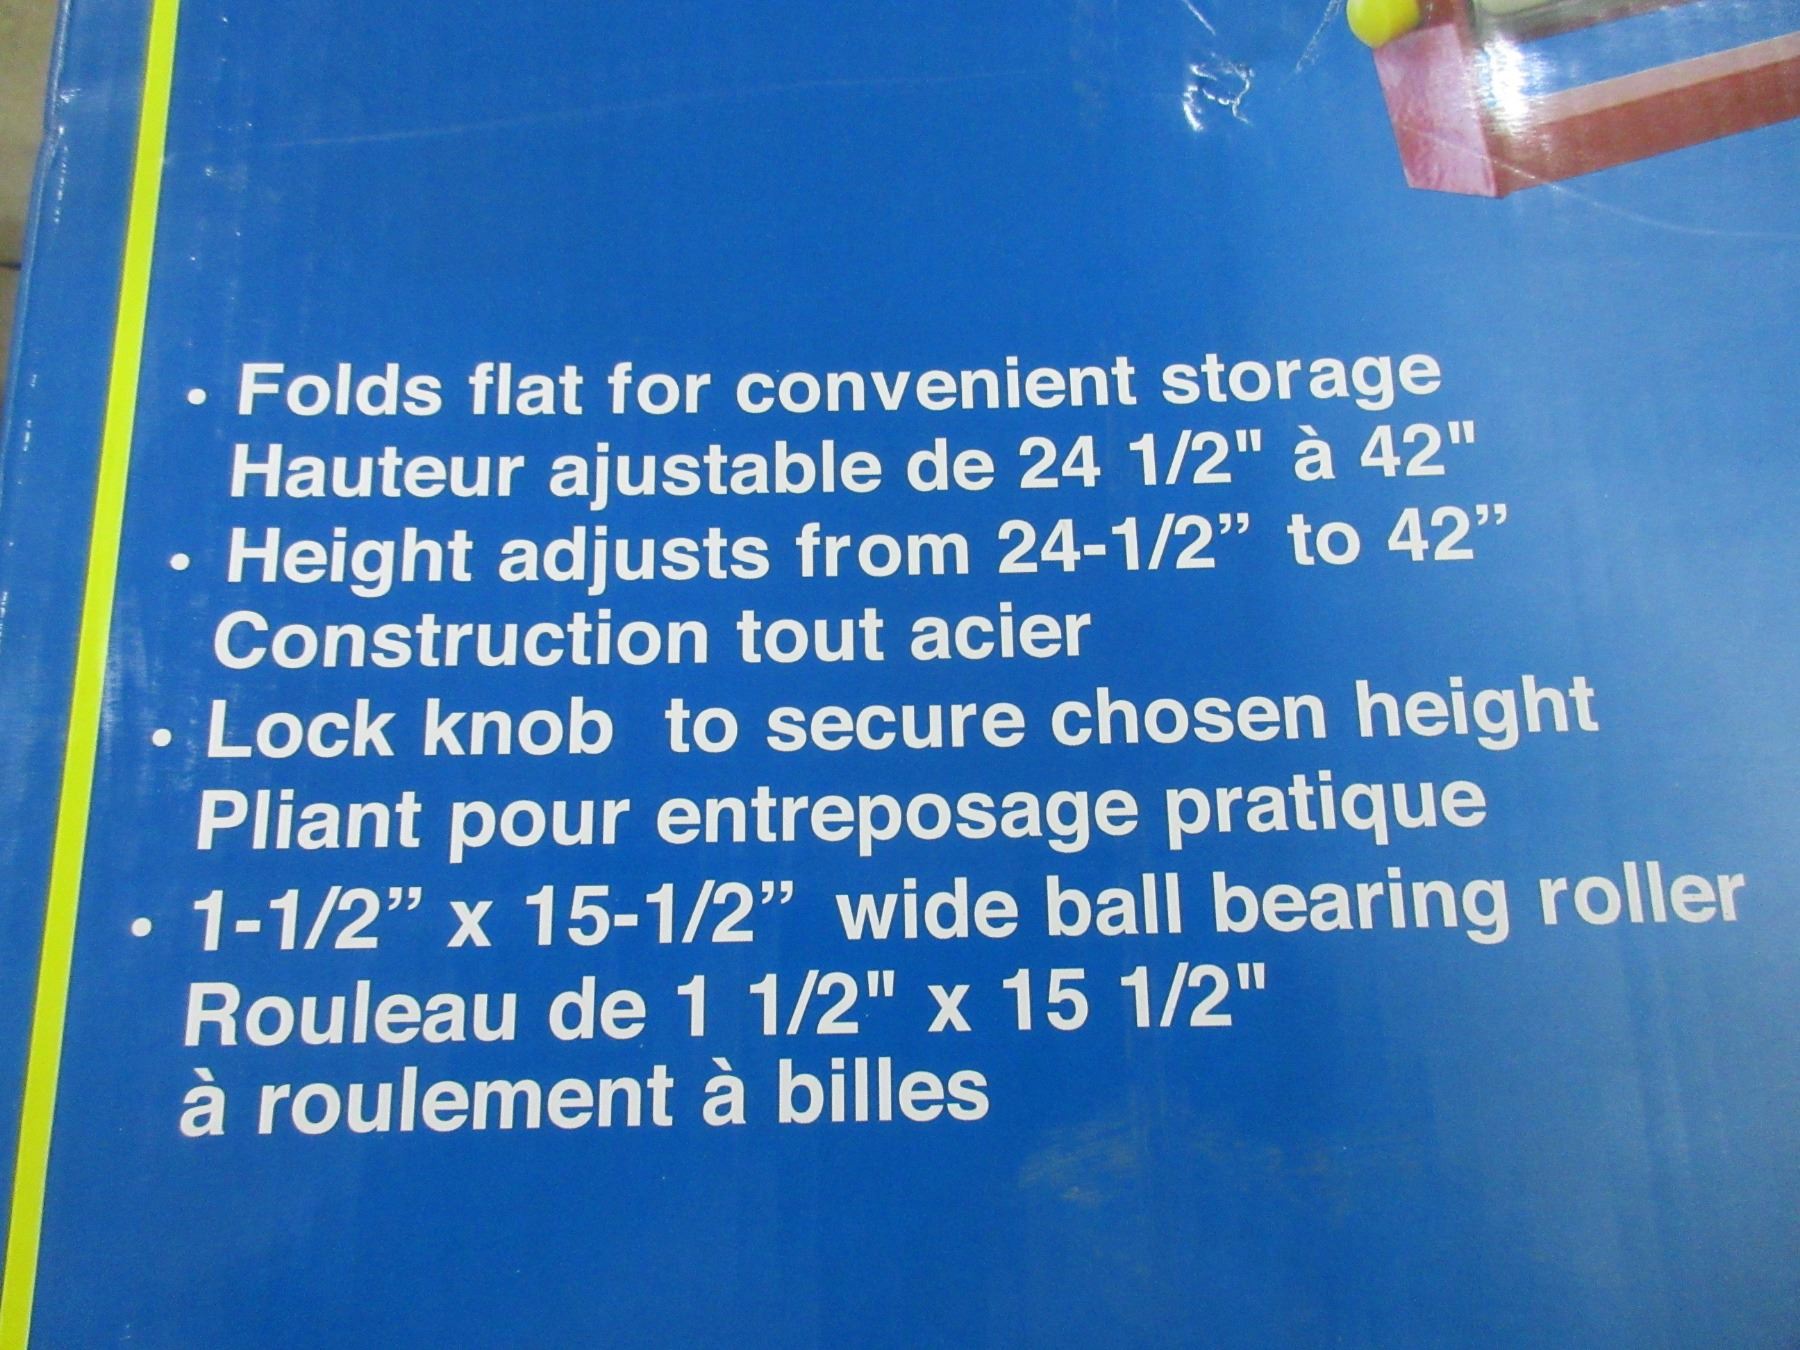 • Folds flat for convenient storage
Hauteur ajustable de 24 1/2" à 42"
• Height adjusts from 24-1/2” to 42”
Construction tout acier
• Lock knob to secure chosen height
Pliant pour entreposage pratique
• 1-1/2” x 15-1/2” wide ball bearing roller
Rouleau de 1 1/2" x 15 1/2"
à roulement à billes